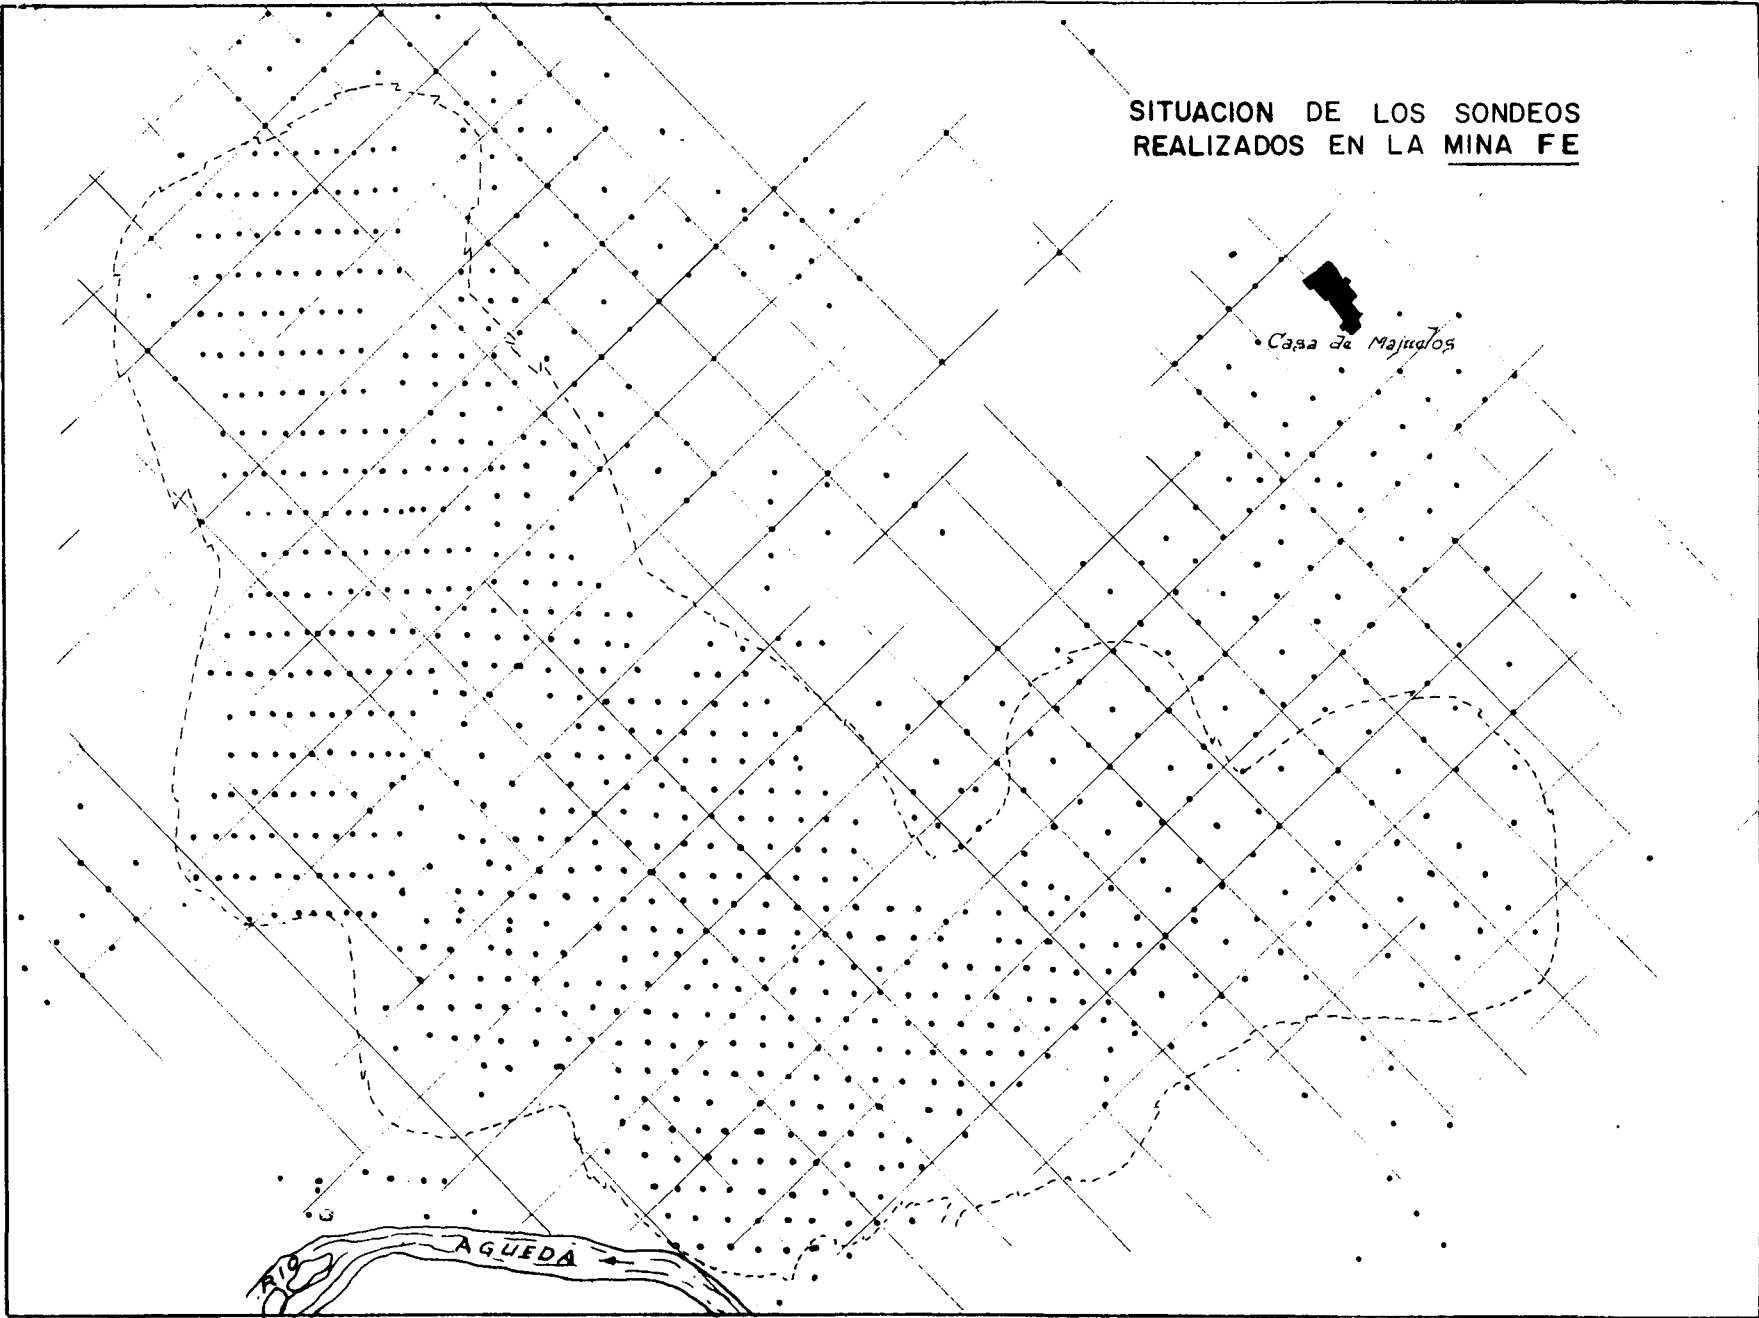 SITUACION DE LOS SONDEOS
REALIZADOS EN LA MINA FE
Casa de Majuelos
RIO
AGUEDA